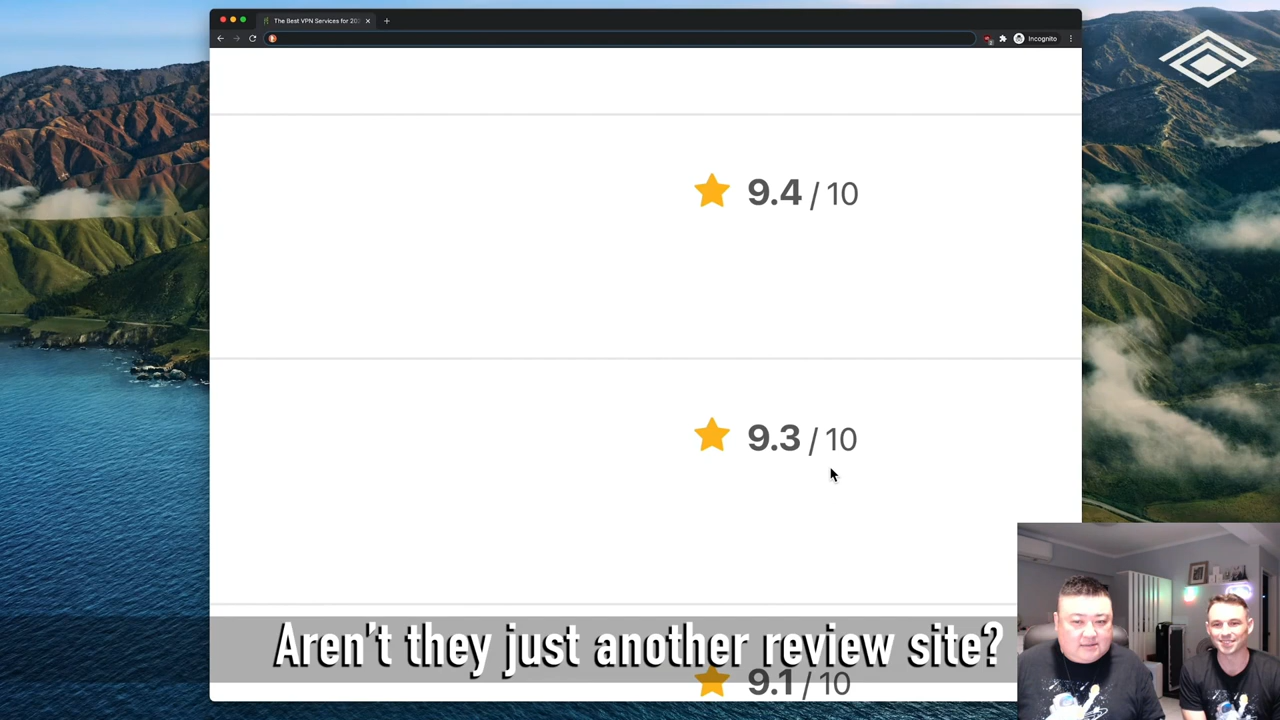 The Best VPN Services for 202
Incognito
9.4 / 10
9.3 / 10
Aren't they just another review site?
9.1 / 10